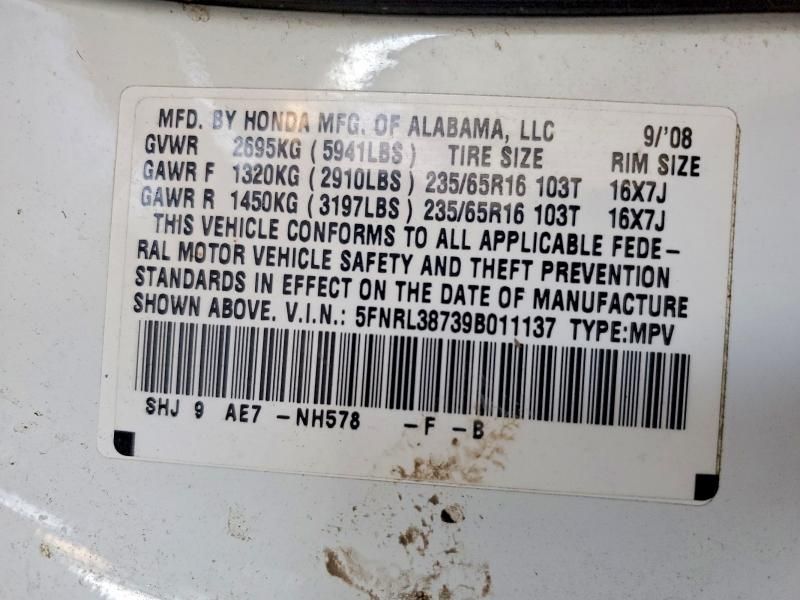 MFD. BY HONDA MFG. OF ALABAMA, LLC 9/'08
GVWR 2695KG (5941LBS) TIRE SIZE RIM SIZE
GAWR F 1320KG (2910LBS) 235/65R16 103T 16X7J
GAWR R 1450KG (3197LBS) 235/65R16 103T 16X7J
THIS VEHICLE CONFORMS TO ALL APPLICABLE FEDE-
RAL MOTOR VEHICLE SAFETY AND THEFT PREVENTION
STANDARDS IN EFFECT ON THE DATE OF MANUFACTURE
SHOWN ABOVE. V.I.N.: 5FNRL38739B011137 TYPE:MPV
SHJ 9 AE7 -NH578 -F -B